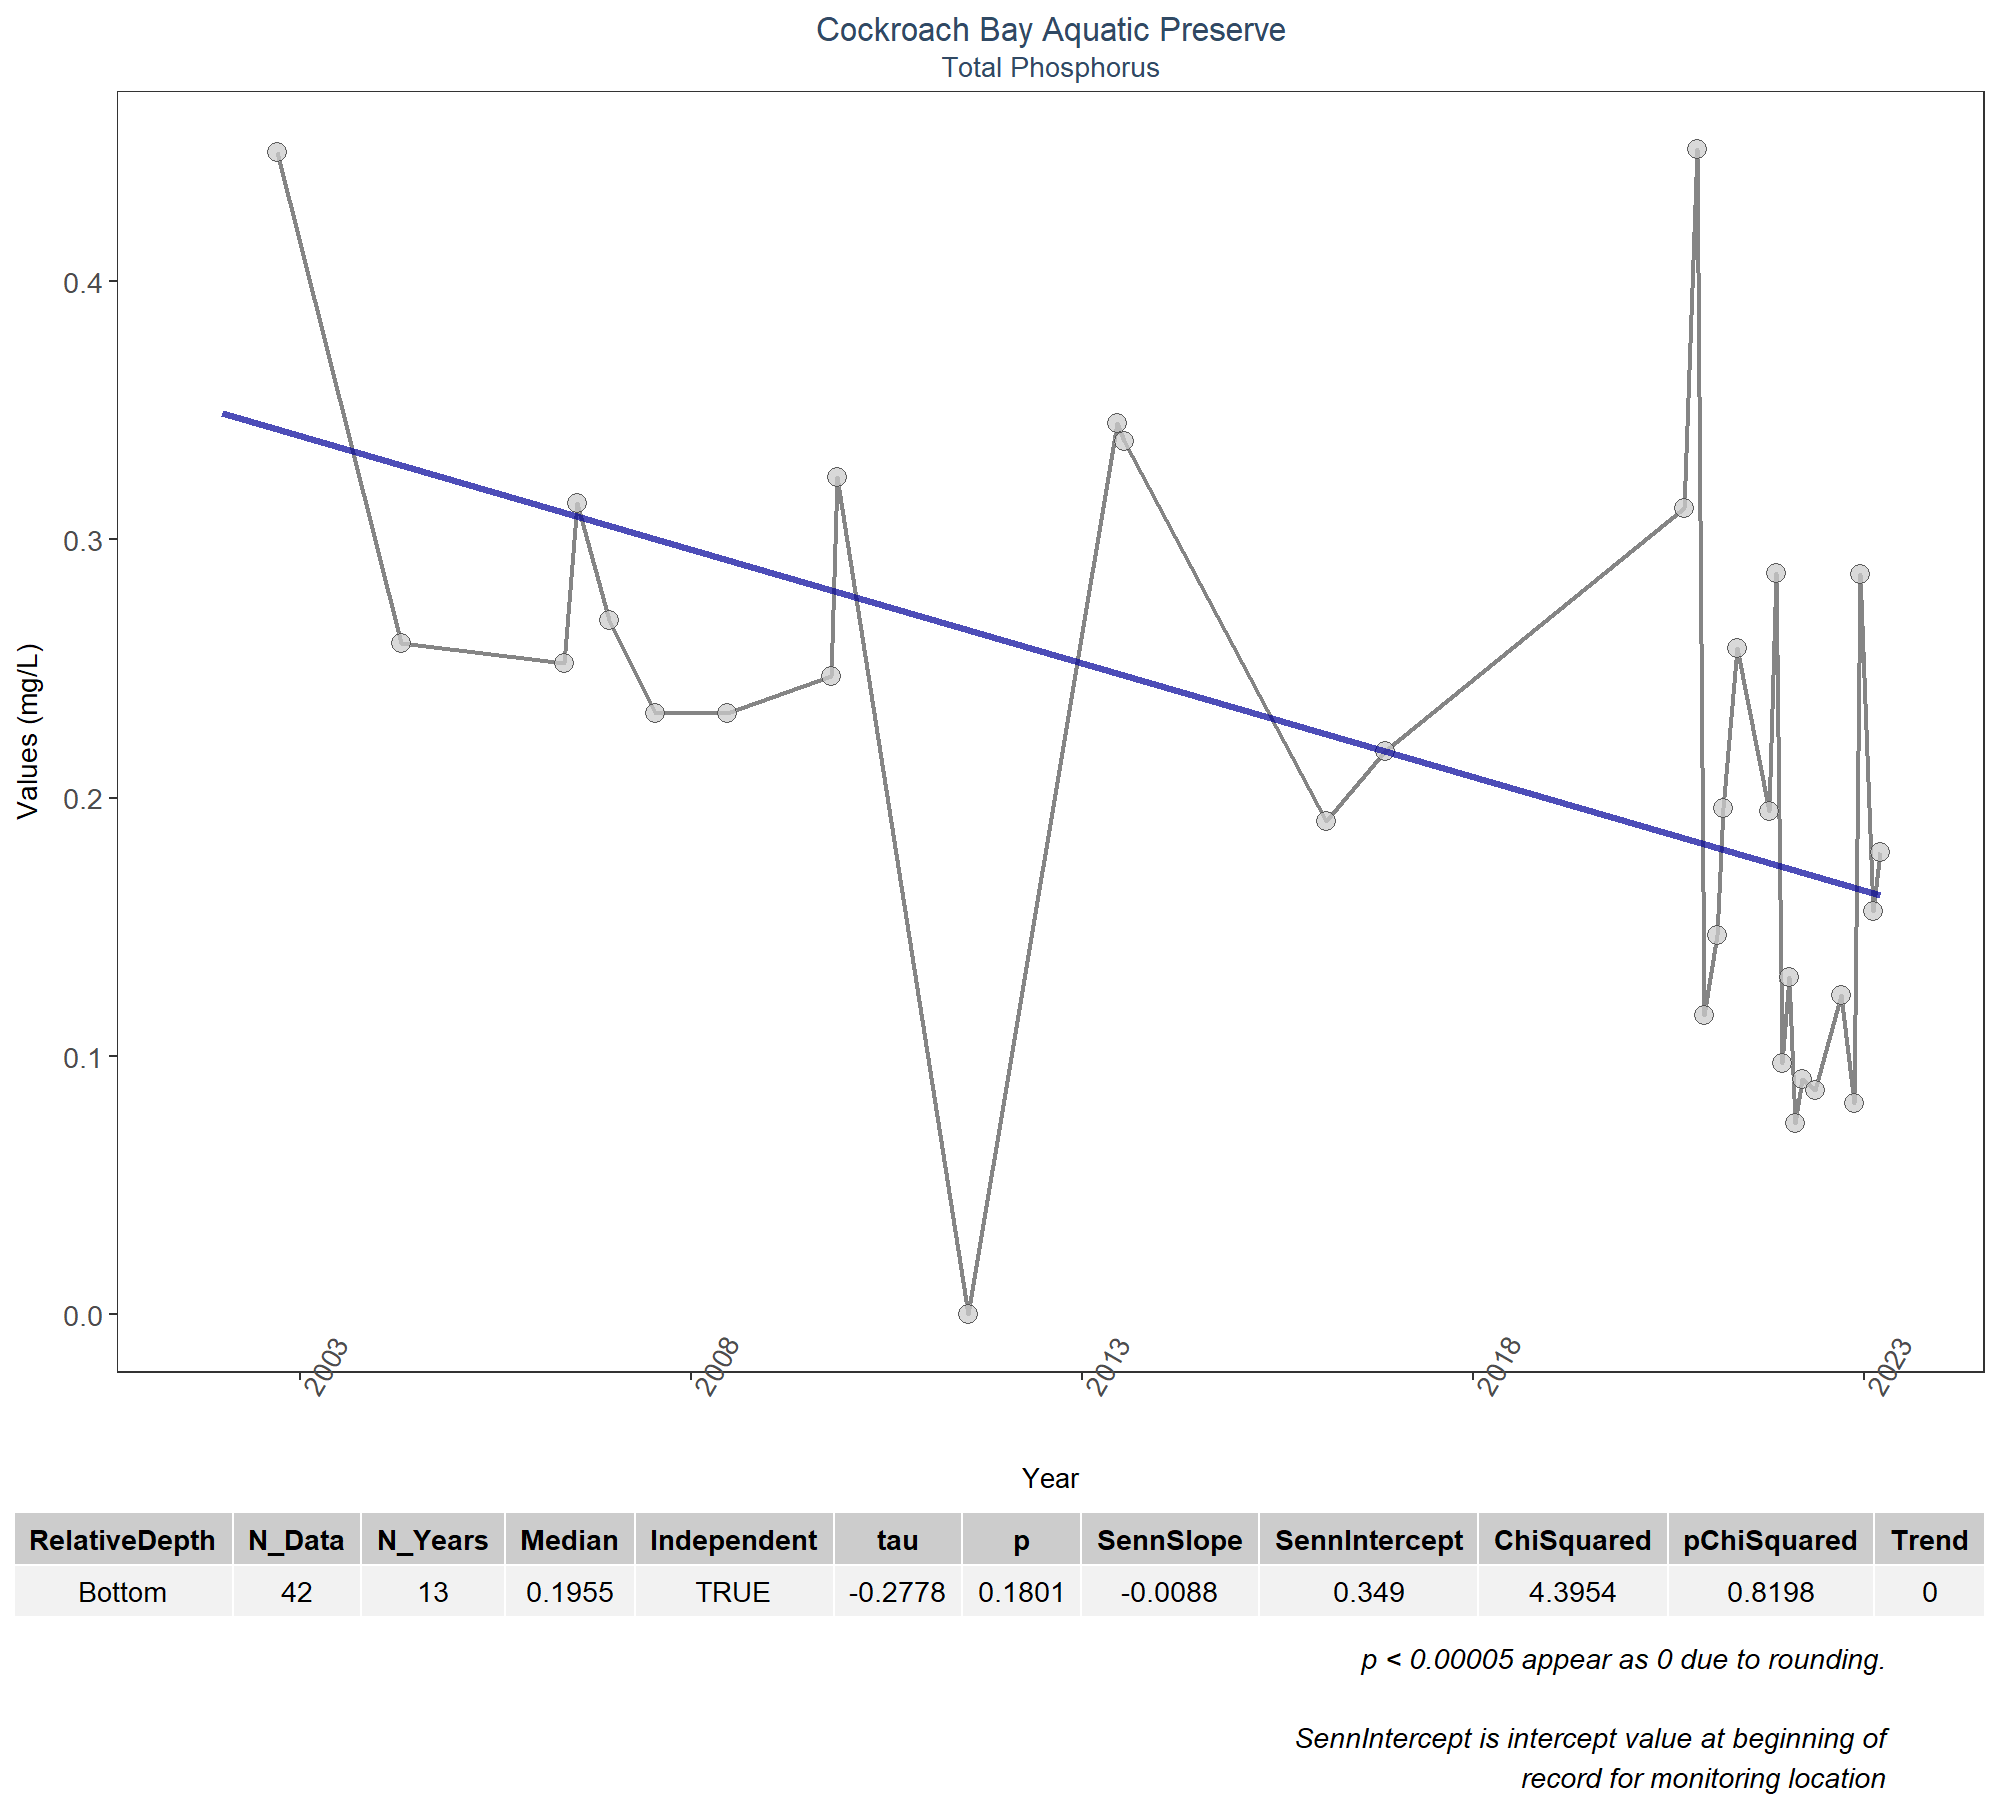 Cockroach Bay Aquatic Preserve
Total Phosphorus
Values (mg/L)
0.4
0.3
0.2
0.1
0.0
2003 2008 2013 2018 2023
Year
RelativeDepth N_Data N_Years Median Independent tau p SennSlope SennIntercept ChiSquared pChiSquared Trend
Bottom 42 13 0.1955 TRUE -0.2778 0.1801 -0.0088 0.349 4.3954 0.8198 0
p < 0.00005 appear as 0 due to rounding.
SennIntercept is intercept value at beginning of
record for monitoring location